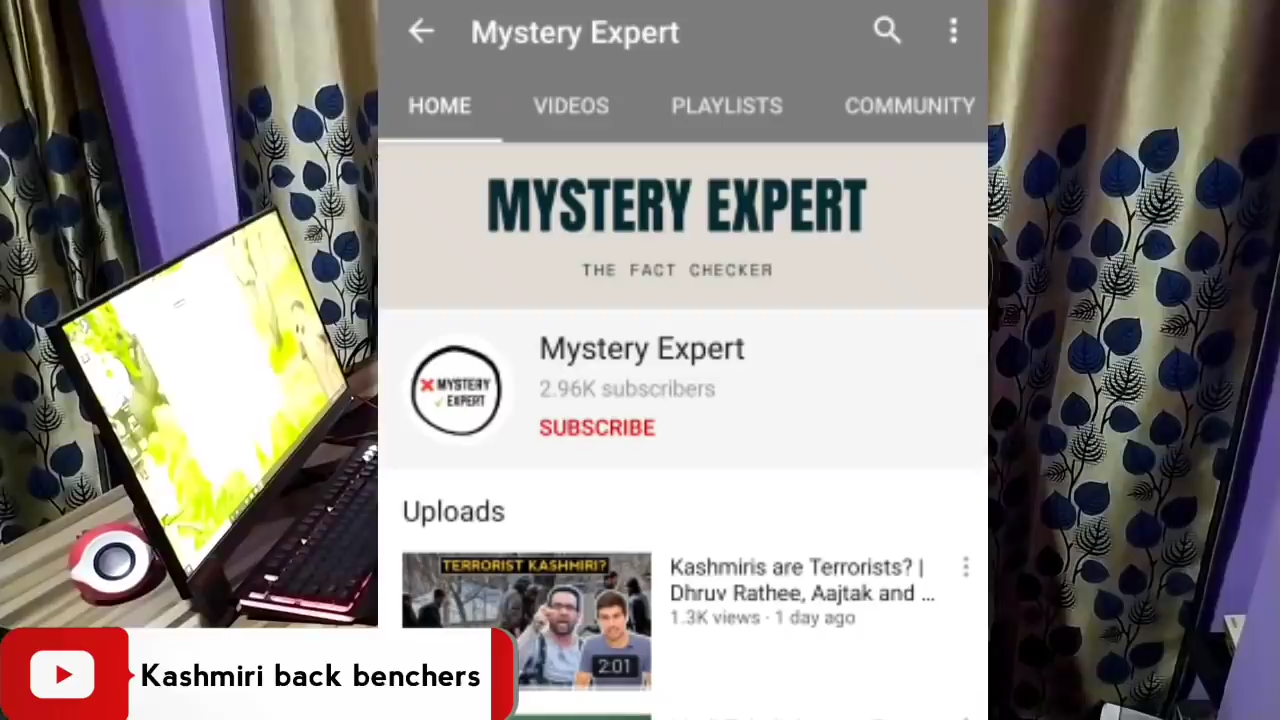 Mystery Expert
HOME VIDEOS PLAYLISTS COMMUNITY
MYSTERY EXPERT
THE FACT CHECKER
MYSTERY
EXPERT
Mystery Expert
2.96K subscribers
SUBSCRIBE
Uploads
TERRORIST KASHMIRI?
2:01
Kashmiris are Terrorists? |
Dhruv Rathee, Aajtak and ...
1.3K views · 1 day ago
Kashmiri back benchers